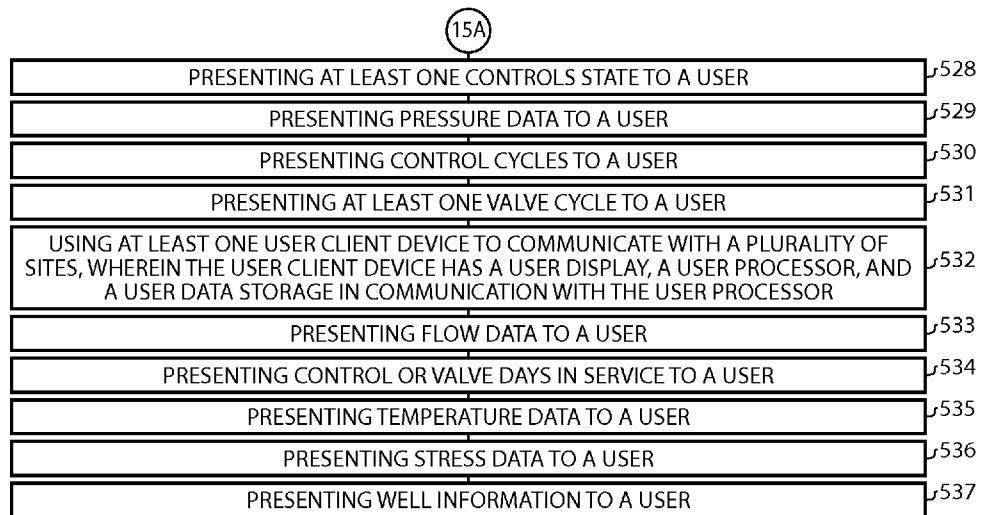 15A
PRESENTING AT LEAST ONE CONTROLS STATE TO A USER
528
PRESENTING PRESSURE DATA TO A USER
529
PRESENTING CONTROL CYCLES TO A USER
530
PRESENTING AT LEAST ONE VALVE CYCLE TO A USER
531
USING AT LEAST ONE USER CLIENT DEVICE TO COMMUNICATE WITH A PLURALITY OF
SITES, WHEREIN THE USER CLIENT DEVICE HAS A USER DISPLAY, A USER PROCESSOR, AND
A USER DATA STORAGE IN COMMUNICATION WITH THE USER PROCESSOR
532
PRESENTING FLOW DATA TO A USER
533
PRESENTING CONTROL OR VALVE DAYS IN SERVICE TO A USER
534
PRESENTING TEMPERATURE DATA TO A USER
535
PRESENTING STRESS DATA TO A USER
536
PRESENTING WELL INFORMATION TO A USER
537